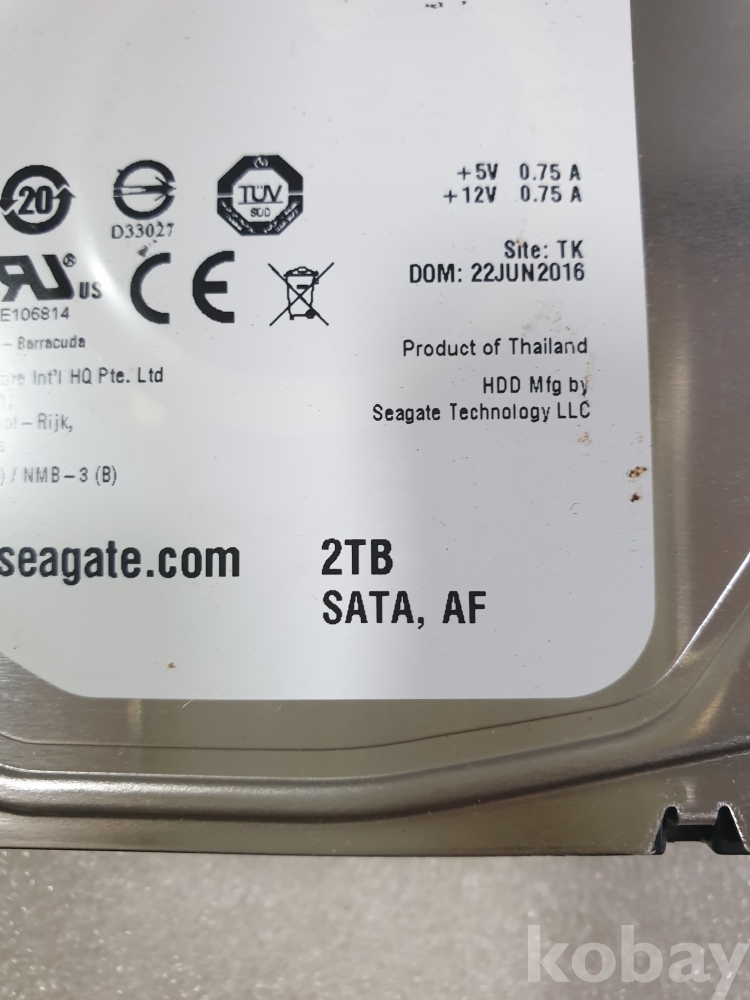 +5V 0.75 A
+12V 0.75 A
20
TÜV
SÜD
D33027
Site: TK
DOM: 22JUN2016
RU® US
CE
E106814
– Barracuda
Product of Thailand
Int'l HQ Pte. Ltd
HDD Mfg by
Seagate Technology LLC
– Rijk,
) / NMB – 3 (B)
seagate.com
2TB
SATA, AF
kobay